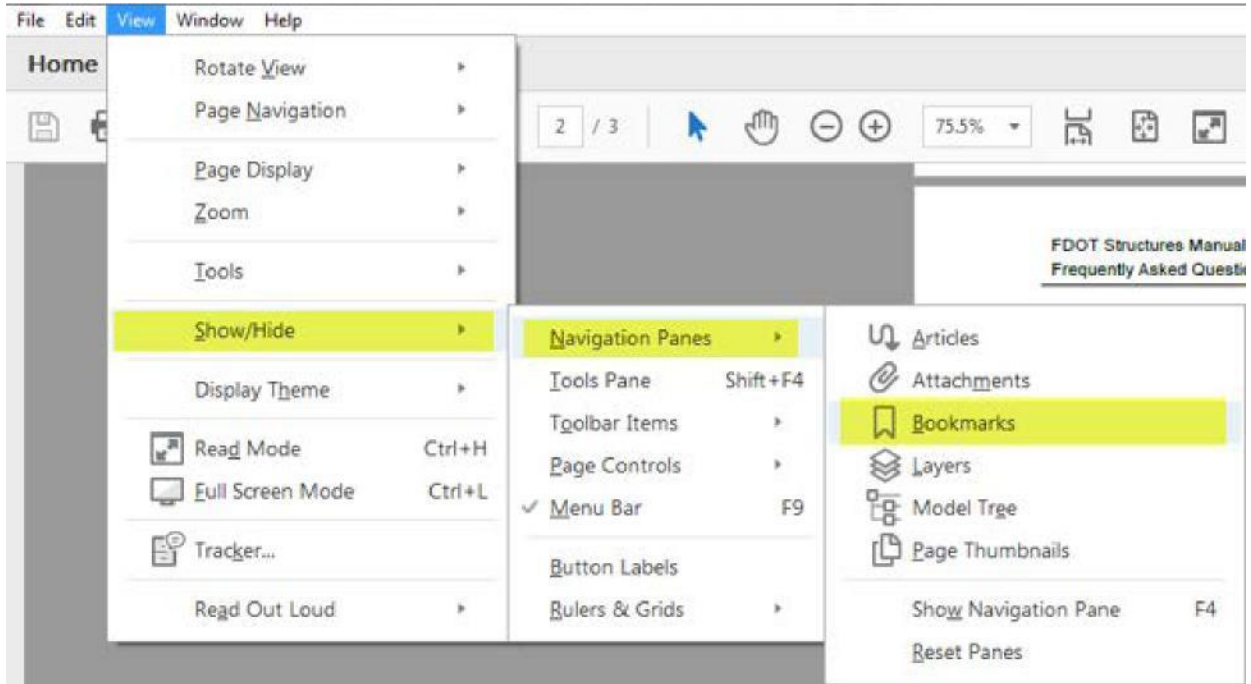 File Edit View Window Help
Home
2 / 3 75.5%
FDOT Structures Manual
Frequently Asked
Rotate View
Page Navigation
Page Display
Zoom
Tools
Show/Hide
Display Theme
Read Mode Ctrl+H
Full Screen Mode Ctrl+L
Tracker...
Read Out Loud
Navigation Panes
Tools Pane Shift+F4
Toolbar Items
Page Controls
Menu Bar F9
Button Labels
Rulers & Grids
Articles
Attachments
Bookmarks
Layers
Model Tree
Page Thumbnails
Show Navigation Pane F4
Reset Panes